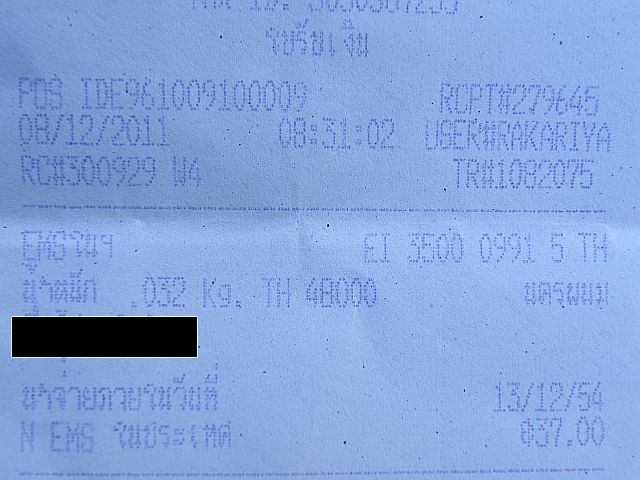 ใบรับเงิน
POS IDE961009100009 RCPT#279645
08/12/2011 08:31:02 USER#RAKARIYA
RC#300929 W4 TR#1082075
EMSในฯ EI 3500 0991 5 TH
น้ำหนัก .032 Kg. TH 48000 นครพนม
นำจ่ายภายในวันที่ 13/12/54
N EMS ในประเทศ ฿37.00